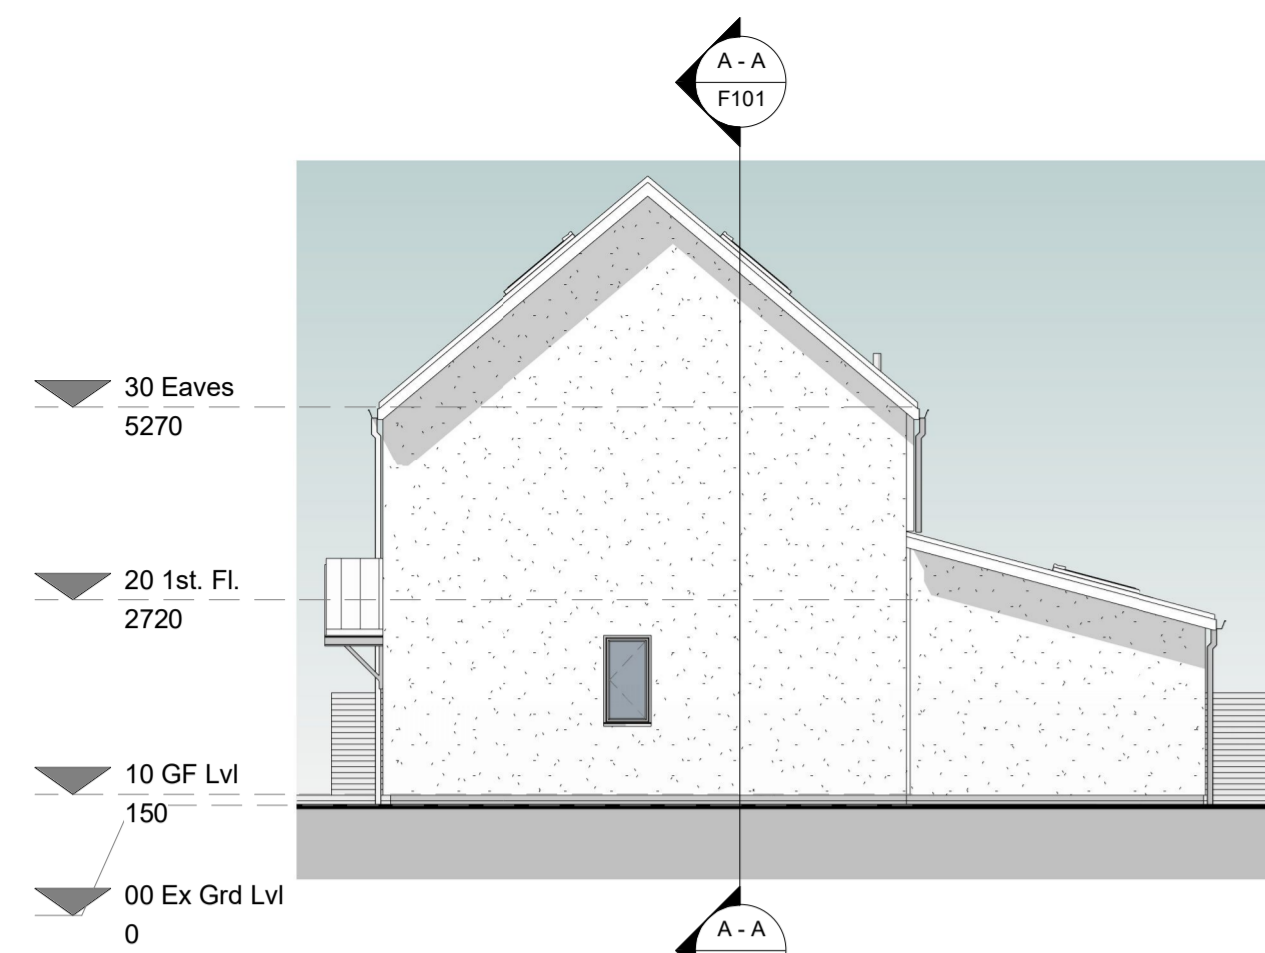 A - A
F101
30 Eaves
5270
20 1st. Fl.
2720
10 GF Lvl
150
00 Ex Grd Lvl
0
A - A